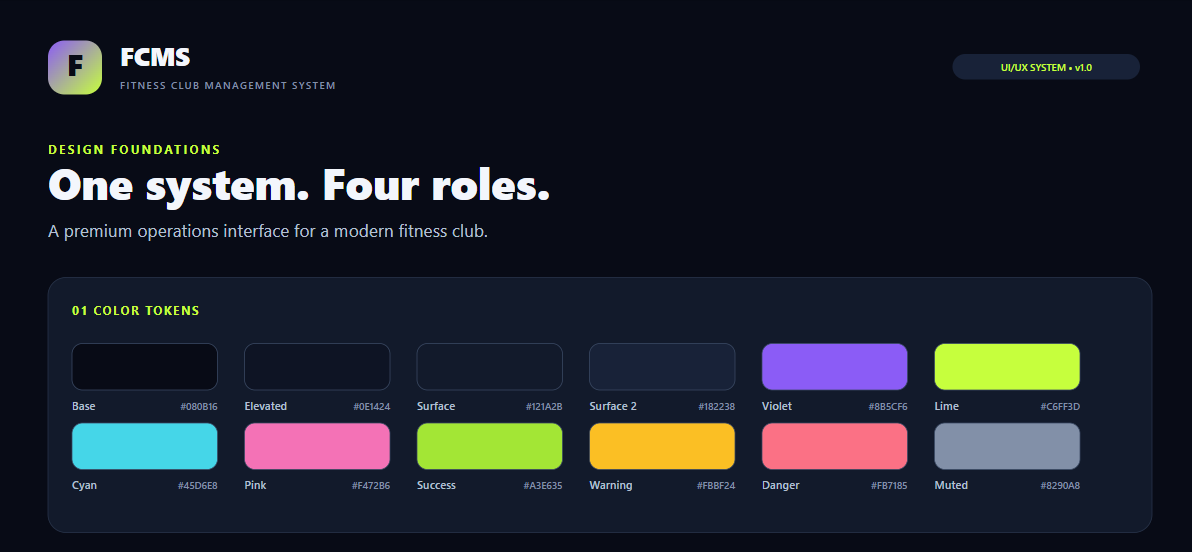 F
FCMS
FITNESS CLUB MANAGEMENT SYSTEM
UI/UX SYSTEM • v1.0
DESIGN FOUNDATIONS
One system. Four roles.
A premium operations interface for a modern fitness club.
01 COLOR TOKENS
Base #080B16 Elevated #0E1424 Surface #121A2B Surface 2 #182238 Violet #8B5CF6 Lime #C6FF3D
Cyan #45D6E8 Pink #F472B6 Success #A3E635 Warning #FBBF24 Danger #FB7185 Muted #8290A8